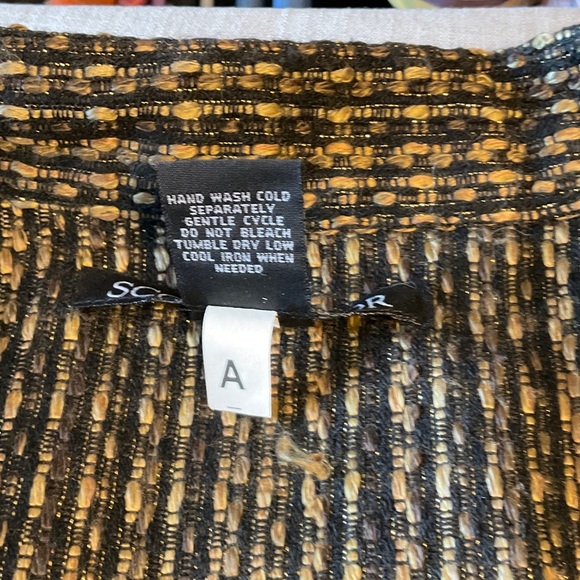 HAND WASH COLD
SEPARATELY
GENTLE CYCLE
DO NOT BLEACH
TUMBLE DRY LOW
COOL IRON WHEN
NEEDED
A